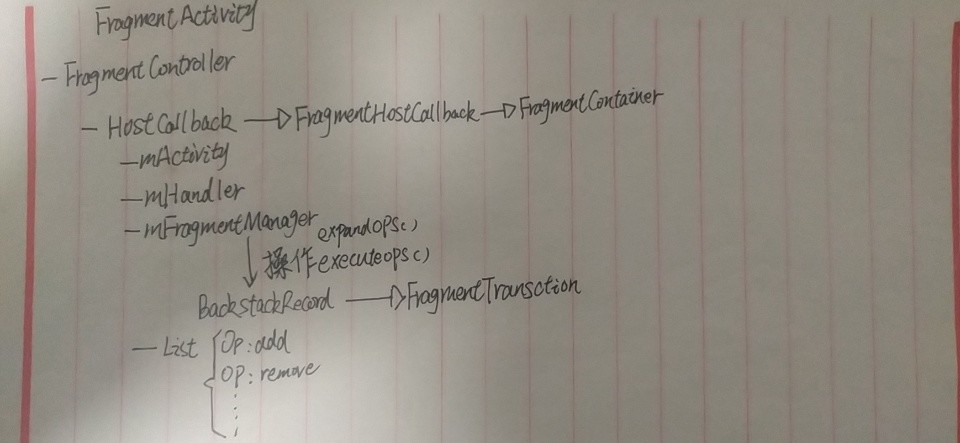 FragmentActivity
— FragmentController
— HostCallback —▷ FragmentHostCallback —▷ FragmentContainer
— mActivity
— mHandler
— mFragmentManager expandOPS()
↓ 操作 executeops()
BackstackRecord —▷ FragmentTransction
— List { Op: add
Op: remove
⋮